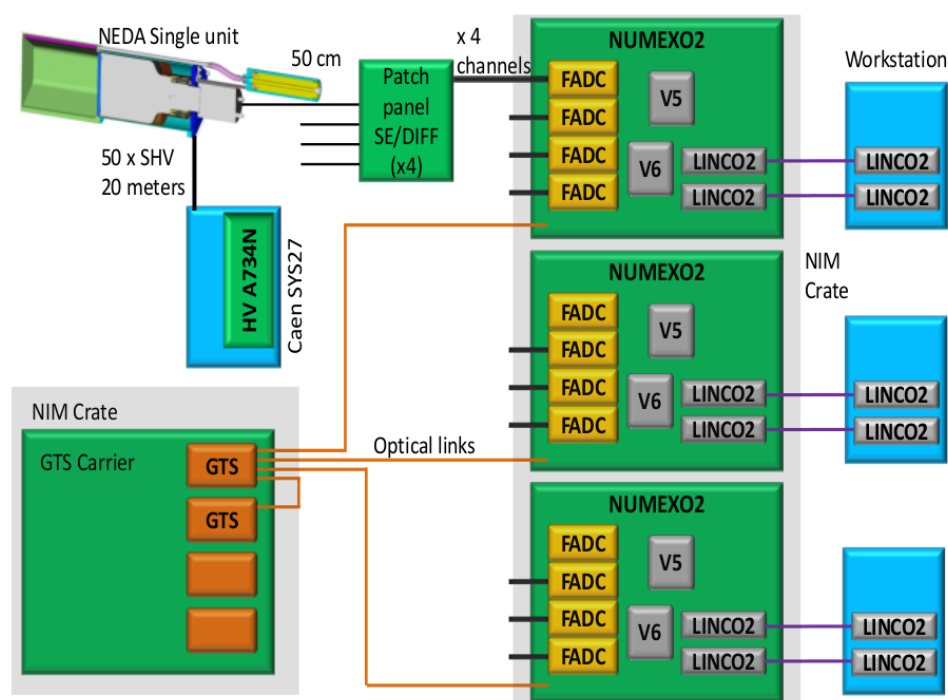 NEDA Single unit
50 cm
x 4
channels
Patch
panel
SE/DIFF
(x4)
50 x SHV
20 meters
HV A734N
Caen SYS27
NUMEXO2
FADC
FADC
FADC
FADC
V5
V6
LINCO2
LINCO2
Workstation
LINCO2
LINCO2
NIM
Crate
NUMEXO2
FADC
FADC
FADC
FADC
V5
V6
LINCO2
LINCO2
LINCO2
LINCO2
NIM Crate
GTS Carrier
GTS
GTS
Optical links
NUMEXO2
FADC
FADC
FADC
FADC
V5
V6
LINCO2
LINCO2
LINCO2
LINCO2